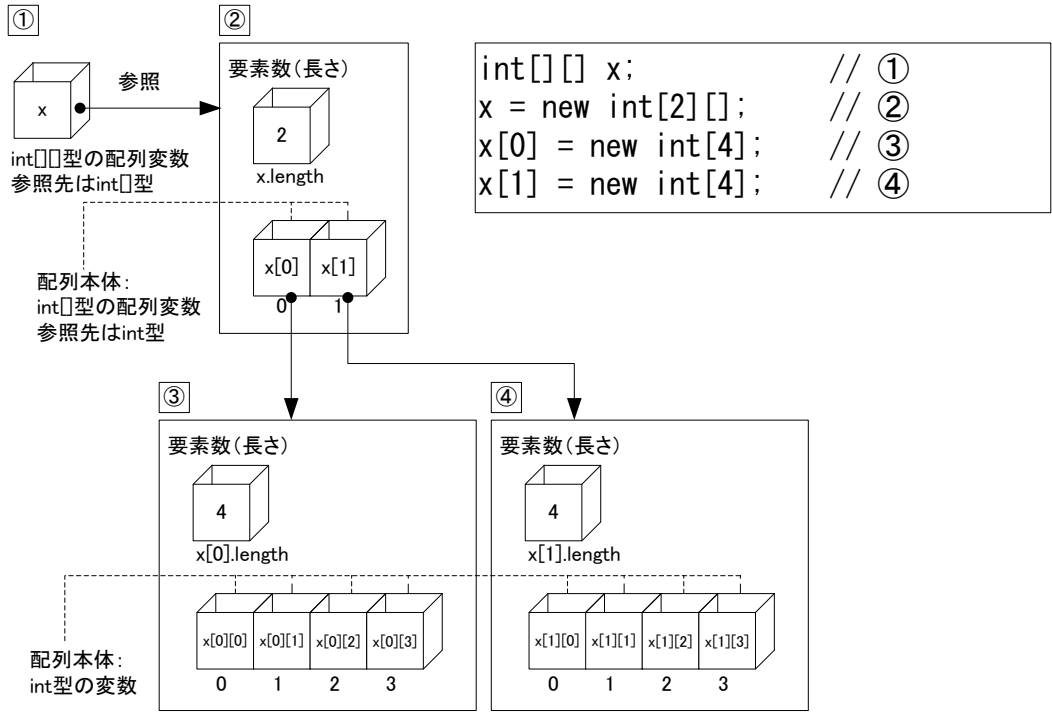 ①
②
int[][] x; // ①
x = new int[2][]; // ②
x[0] = new int[4]; // ③
x[1] = new int[4]; // ④
x
参照
int[][]型の配列変数
参照先はint[]型
要素数（長さ）
2
x.length
x[0] x[1]
0 1
配列本体：
int[]型の配列変数
参照先はint型
③
要素数（長さ）
4
x[0].length
x[0][0] x[0][1] x[0][2] x[0][3]
0 1 2 3
④
要素数（長さ）
4
x[1].length
x[1][0] x[1][1] x[1][2] x[1][3]
0 1 2 3
配列本体：
int型の変数